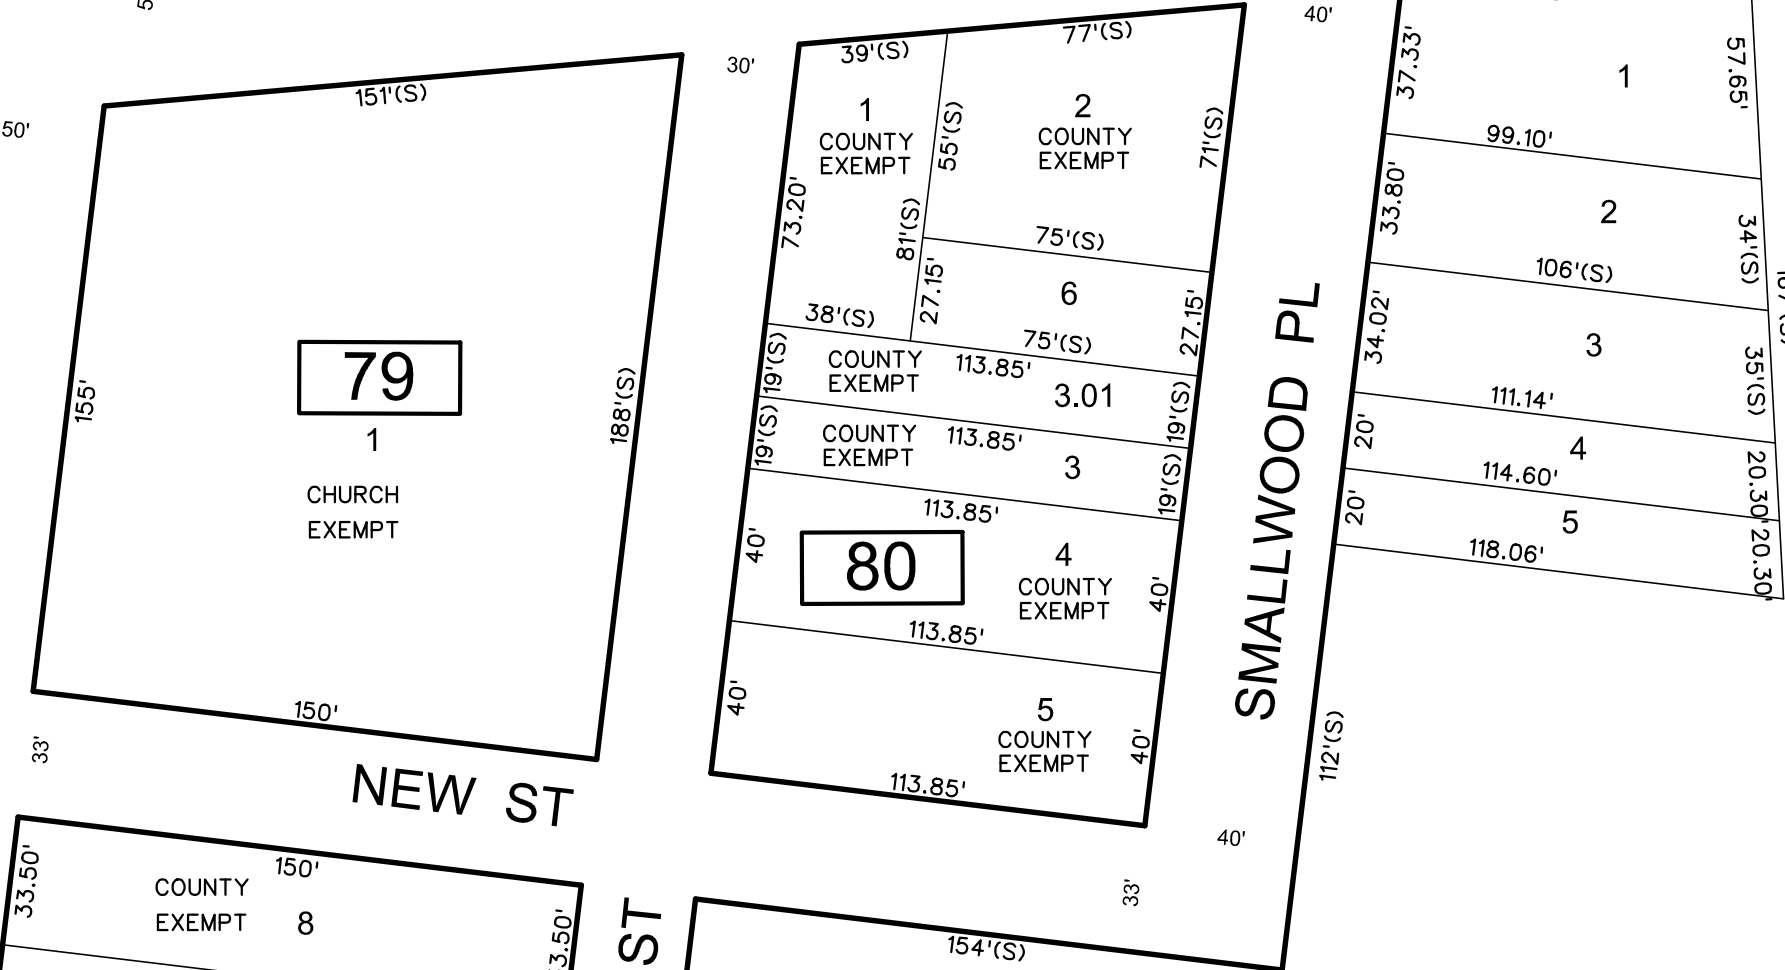 50'
151'(S)
155'
79
1
CHURCH
EXEMPT
188'(S)
150'
33'
NEW ST
30'
39'(S)
77'(S)
1
COUNTY
EXEMPT
55'(S)
2
COUNTY
EXEMPT
71'(S)
73.20'
81'(S)
75'(S)
27.15'
6
27.15'
38'(S)
75'(S)
19'(S)
COUNTY
EXEMPT
113.85'
3.01
19'(S)
19'(S)
COUNTY
EXEMPT
113.85'
3
19'(S)
113.85'
40'
80
4
COUNTY
EXEMPT
40'
113.85'
40'
5
COUNTY
EXEMPT
40'
113.85'
SMALLWOOD PL
40'
37.33'
1
57.65'
99.10'
33.80'
2
34'(S)
106'(S)
34.02'
3
35'(S)
111.14'
20'
4
20.30'
114.60'
20'
5
20.30'
118.06'
112'(S)
40'
33'
33.50'
150'
COUNTY
EXEMPT
8
ST
154'(S)